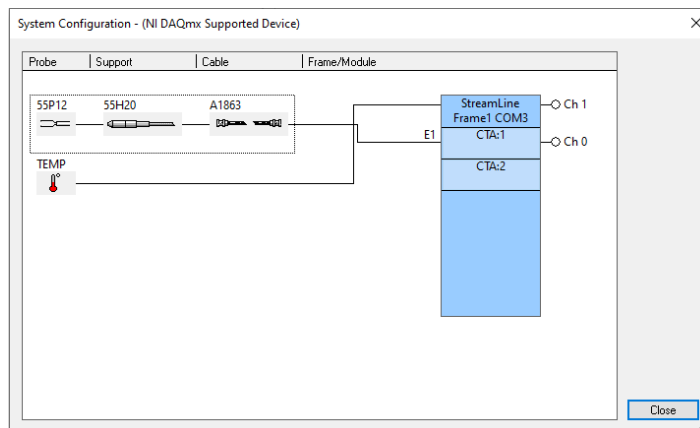 System Configuration - (NI DAQmx Supported Device)
Probe Support Cable Frame/Module
55P12 55H20 A1863
StreamLine
Frame1 COM3
Ch 1
E1 CTA:1 Ch 0
TEMP CTA:2
Close